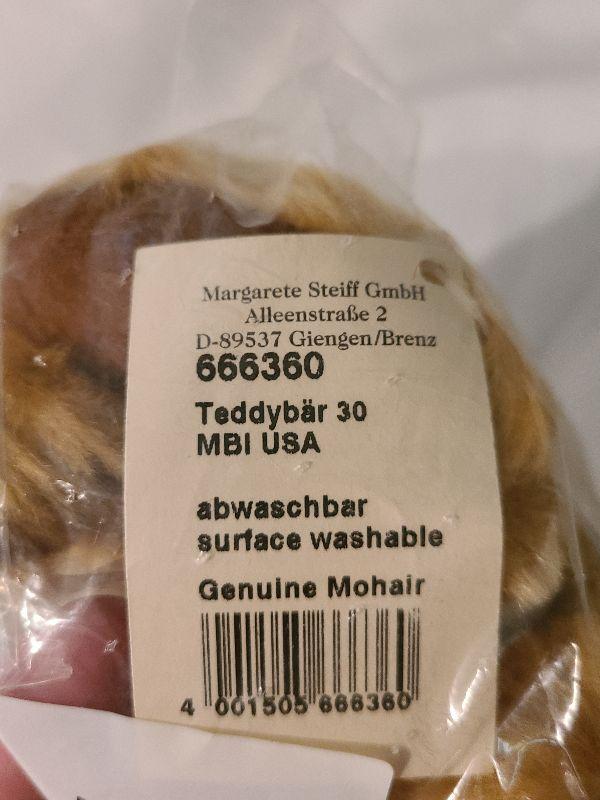 Margarete Steiff GmbH
Alleenstraße 2
D-89537 Giengen/Brenz
666360
Teddybär 30
MBI USA
abwaschbar
surface washable
Genuine Mohair
4 001505 666360